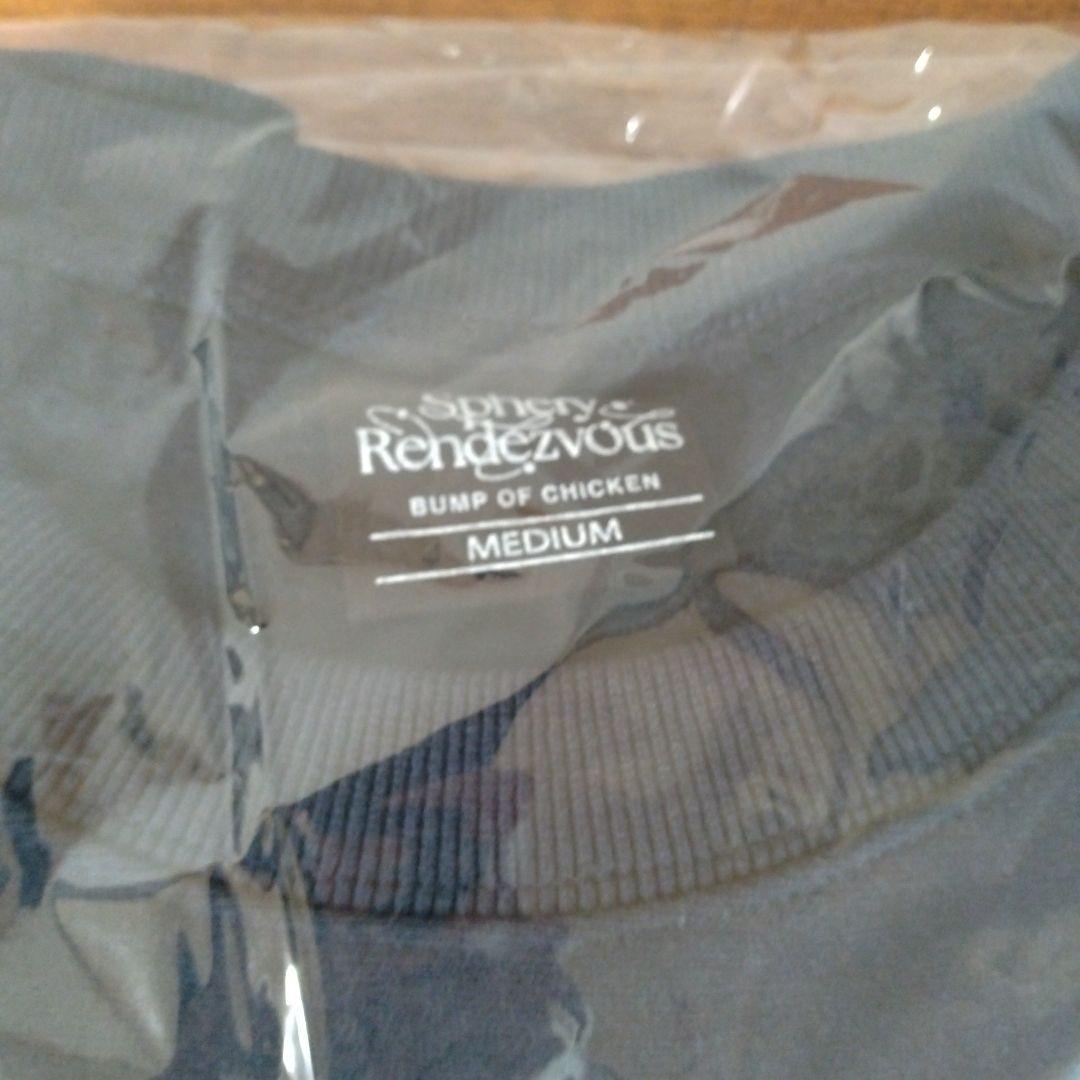 Sphery
Rendezvous
BUMP OF CHICKEN
MEDIUM